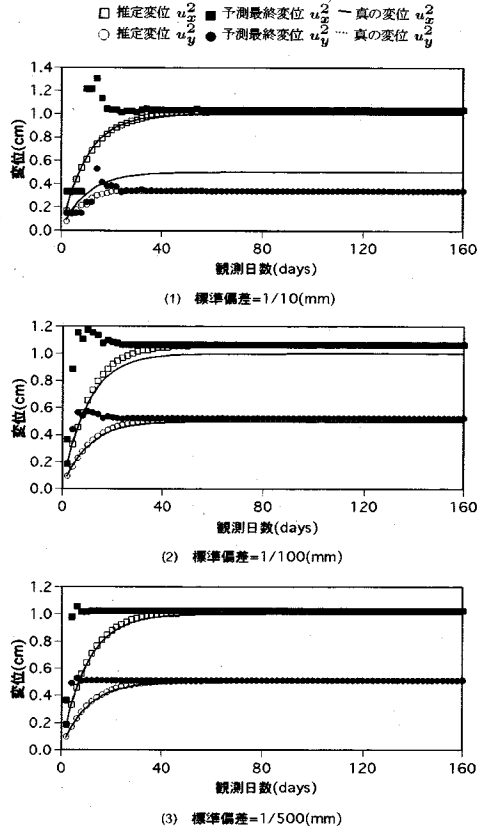 □ 推定変位 u_x^2 ■ 予測最終変位 u_x^2 — 真の変位 u_x^2
○ 推定変位 u_y^2 ● 予測最終変位 u_y^2 ··· 真の変位 u_y^2
1.4
1.2
1.0
0.8
0.6
0.4
0.2
0.0
変位(cm)
0 40 80 120 160
観測日数(days)
(1) 標準偏差=1/10(mm)
1.2
1.0
0.8
0.6
0.4
0.2
0.0
変位(cm)
0 40 80 120 160
観測日数(days)
(2) 標準偏差=1/100(mm)
1.2
1.0
0.8
0.6
0.4
0.2
0.0
変位(cm)
0 40 80 120 160
観測日数(days)
(3) 標準偏差=1/500(mm)